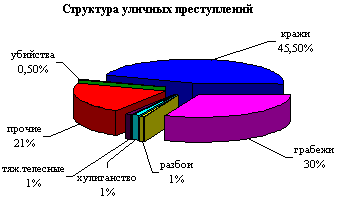 Структура уличных преступлений
кражи
45,50%
убийства
0,50%
прочие
21%
грабежи
30%
тяж.телесные
1%
хулиганство
1%
разбои
1%